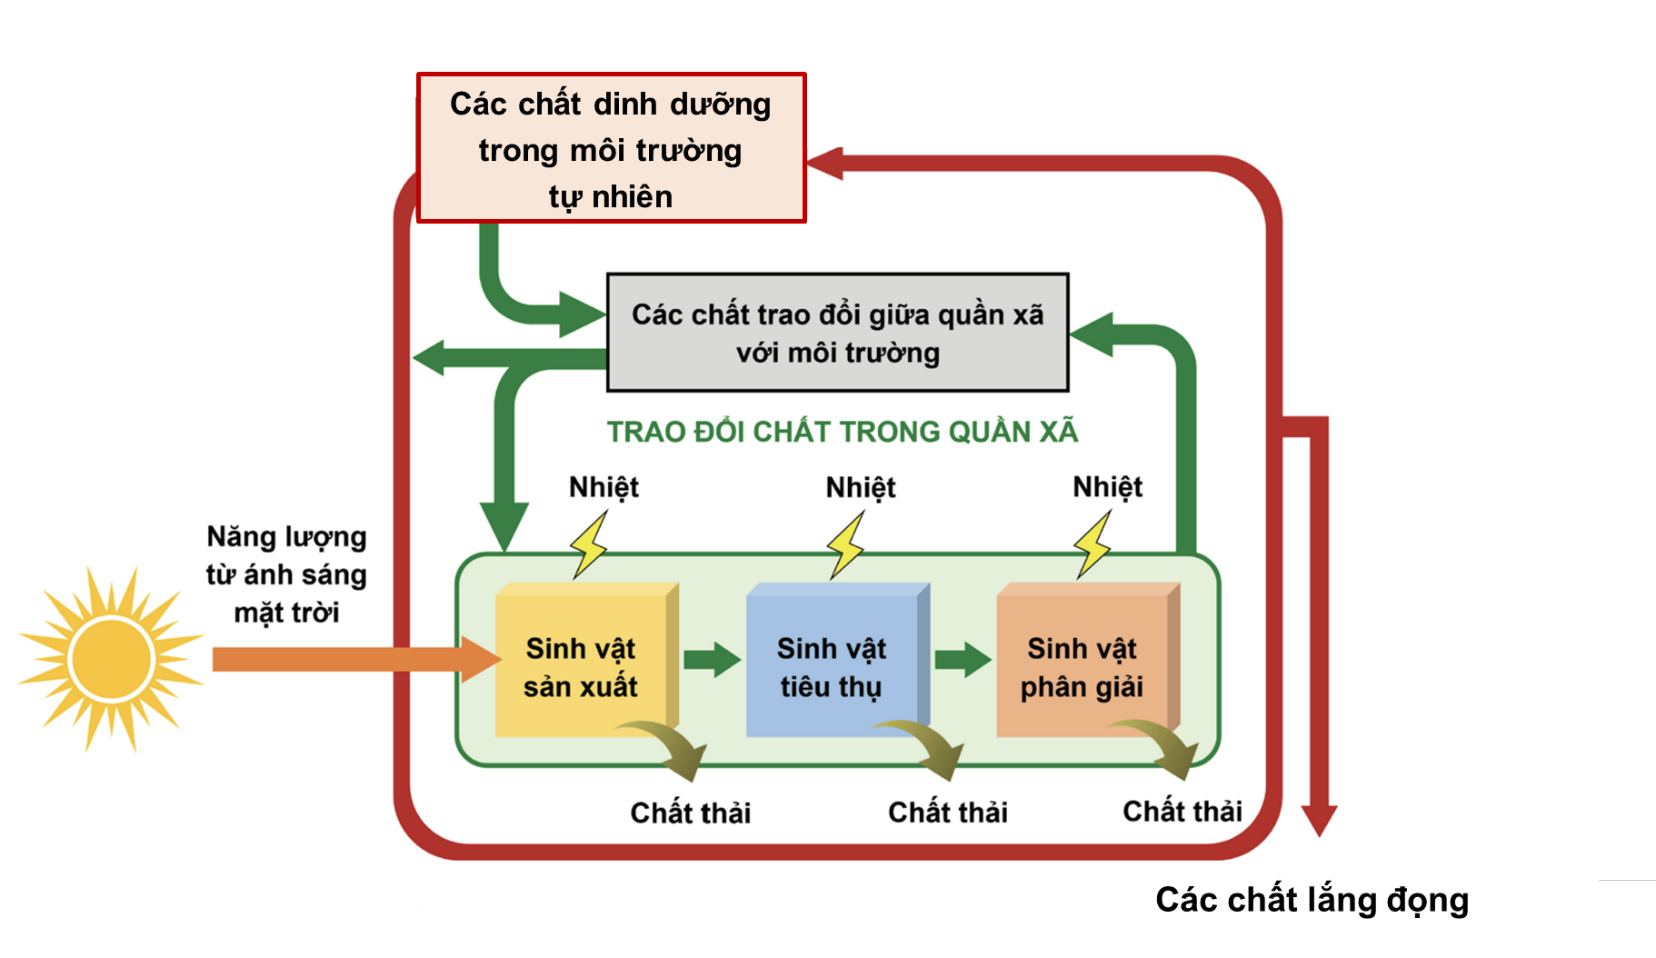 Các chất dinh dưỡng
trong môi trường
tự nhiên
Các chất trao đổi giữa quần xã
với môi trường
TRAO ĐỔI CHẤT TRONG QUẦN XÃ
Nhiệt
Nhiệt
Nhiệt
Năng lượng
từ ánh sáng
mặt trời
Sinh vật
sản xuất
Sinh vật
tiêu thụ
Sinh vật
phân giải
Chất thải
Chất thải
Chất thải
Các chất lắng đọng